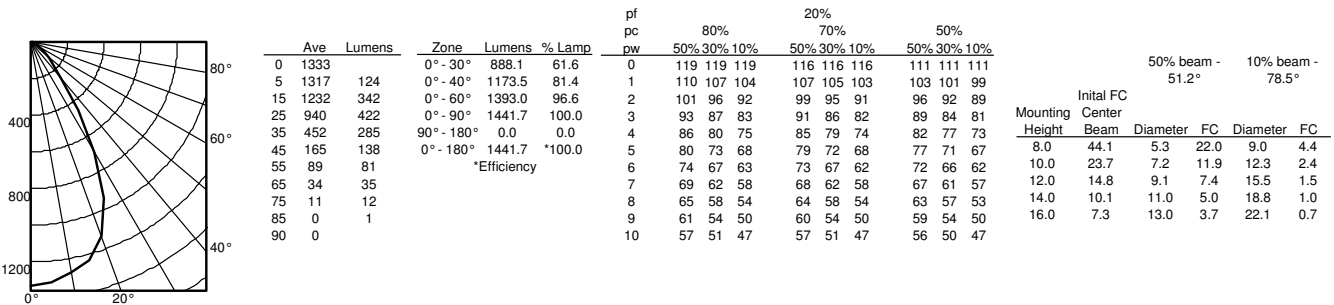 80°
60°
40°
400
800
1200
0°
20°
Ave Lumens
0 1333
5 1317 124
15 1232 342
25 940 422
35 452 285
45 165 138
55 89 81
65 34 35
75 11 12
85 0 1
90 0
Zone Lumens % Lamp
0° - 30° 888.1 61.6
0° - 40° 1173.5 81.4
0° - 60° 1393.0 96.6
0° - 90° 1441.7 100.0
90° - 180° 0.0 0.0
0° - 180° 1441.7 *100.0
*Efficiency
pf 20%
pc 80% 70% 50%
pw 50% 30% 10% 50% 30% 10% 50% 30% 10%
0 119 119 119 116 116 116 111 111 111
1 110 107 104 107 105 103 103 101 99
2 101 96 92 99 95 91 96 92 89
3 93 87 83 91 86 82 89 84 81
4 86 80 75 85 79 74 82 77 73
5 80 73 68 79 72 68 77 71 67
6 74 67 63 73 67 62 72 66 62
7 69 62 58 68 62 58 67 61 57
8 65 58 54 64 58 54 63 57 53
9 61 54 50 60 54 50 59 54 50
10 57 51 47 57 51 47 56 50 47
50% beam - 10% beam -
51.2° 78.5°
Inital FC
Mounting Center
Height Beam Diameter FC Diameter FC
8.0 44.1 5.3 22.0 9.0 4.4
10.0 23.7 7.2 11.9 12.3 2.4
12.0 14.8 9.1 7.4 15.5 1.5
14.0 10.1 11.0 5.0 18.8 1.0
16.0 7.3 13.0 3.7 22.1 0.7